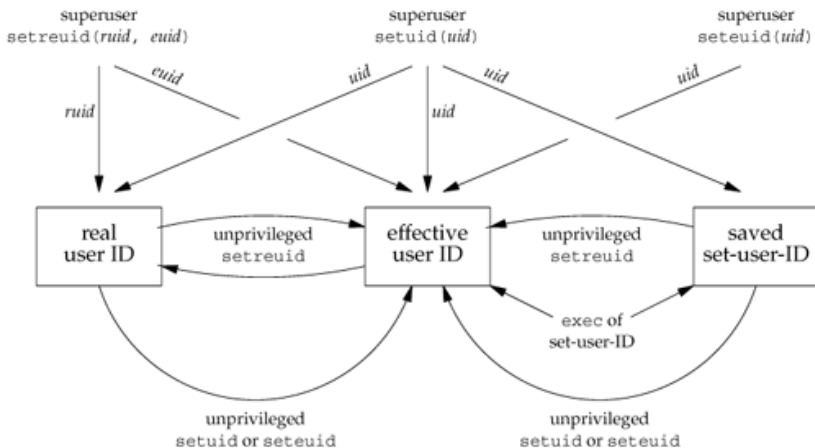 superuser
setreuid(ruid, euid)
superuser
setuid(uid)
superuser
seteuid(uid)
ruid
euid
uid
uid
uid
uid
real
user ID
unprivileged
setreuid
effective
user ID
unprivileged
setreuid
saved
set-user-ID
exec of
set-user-ID
unprivileged
setuid or seteuid
unprivileged
setuid or seteuid